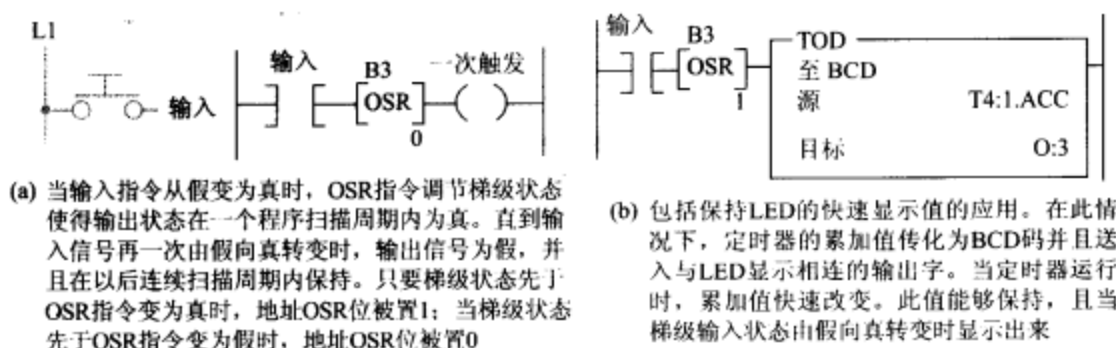 L1
输入
输入
B3
OSR
0
一次触发
(a) 当输入指令从假变为真时，OSR指令调节梯级状态
使得输出状态在一个程序扫描周期内为真。直到输
入信号再一次由假向真转变时，输出信号为假，并
且在以后连续扫描周期内保持。只要梯级状态先于
OSR指令变为真时，地址OSR位被置1；当梯级状态
先于OSR指令变为假时，地址OSR位被置0
输入
B3
OSR
1
TOD
至 BCD
源 T4:1.ACC
目标 O:3
(b) 包括保持LED的快速显示值的应用。在此情
况下，定时器的累加值传化为BCD码并且送
入与LED显示相连的输出字。当定时器运行
时，累加值快速改变。此值能够保持，且当
梯级输入状态由假向真转变时显示出来